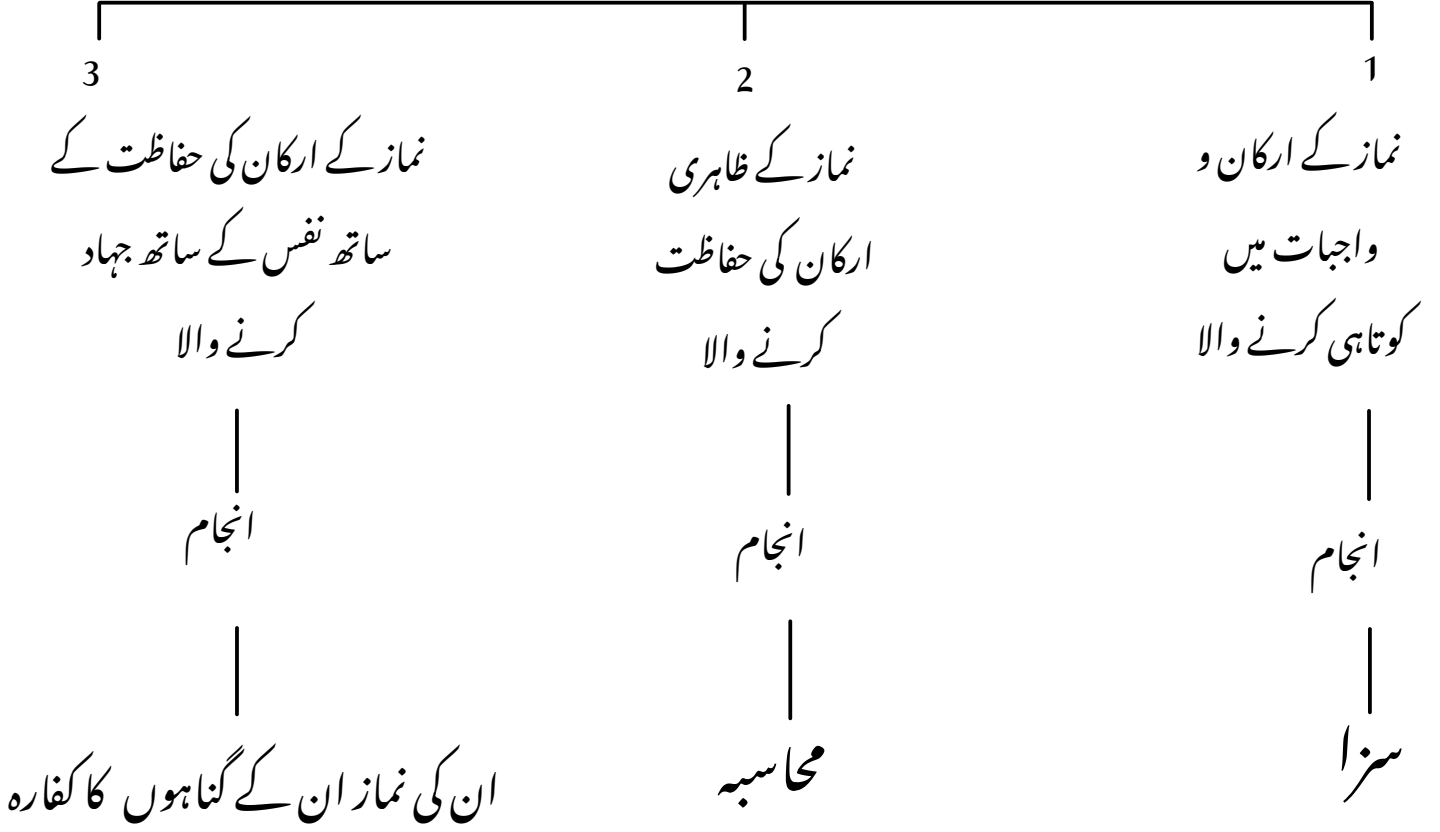 1
نماز کے ارکان و
واجبات میں
کوتاہی کرنے والا
انجام
سزا
2
نماز کے ظاہری
ارکان کی حفاظت
کرنے والا
انجام
محاسبہ
3
نماز کے ارکان کی حفاظت کے
ساتھ نفس کے ساتھ جہاد
کرنے والا
انجام
ان کی نماز ان کے گناہوں کا کفارہ